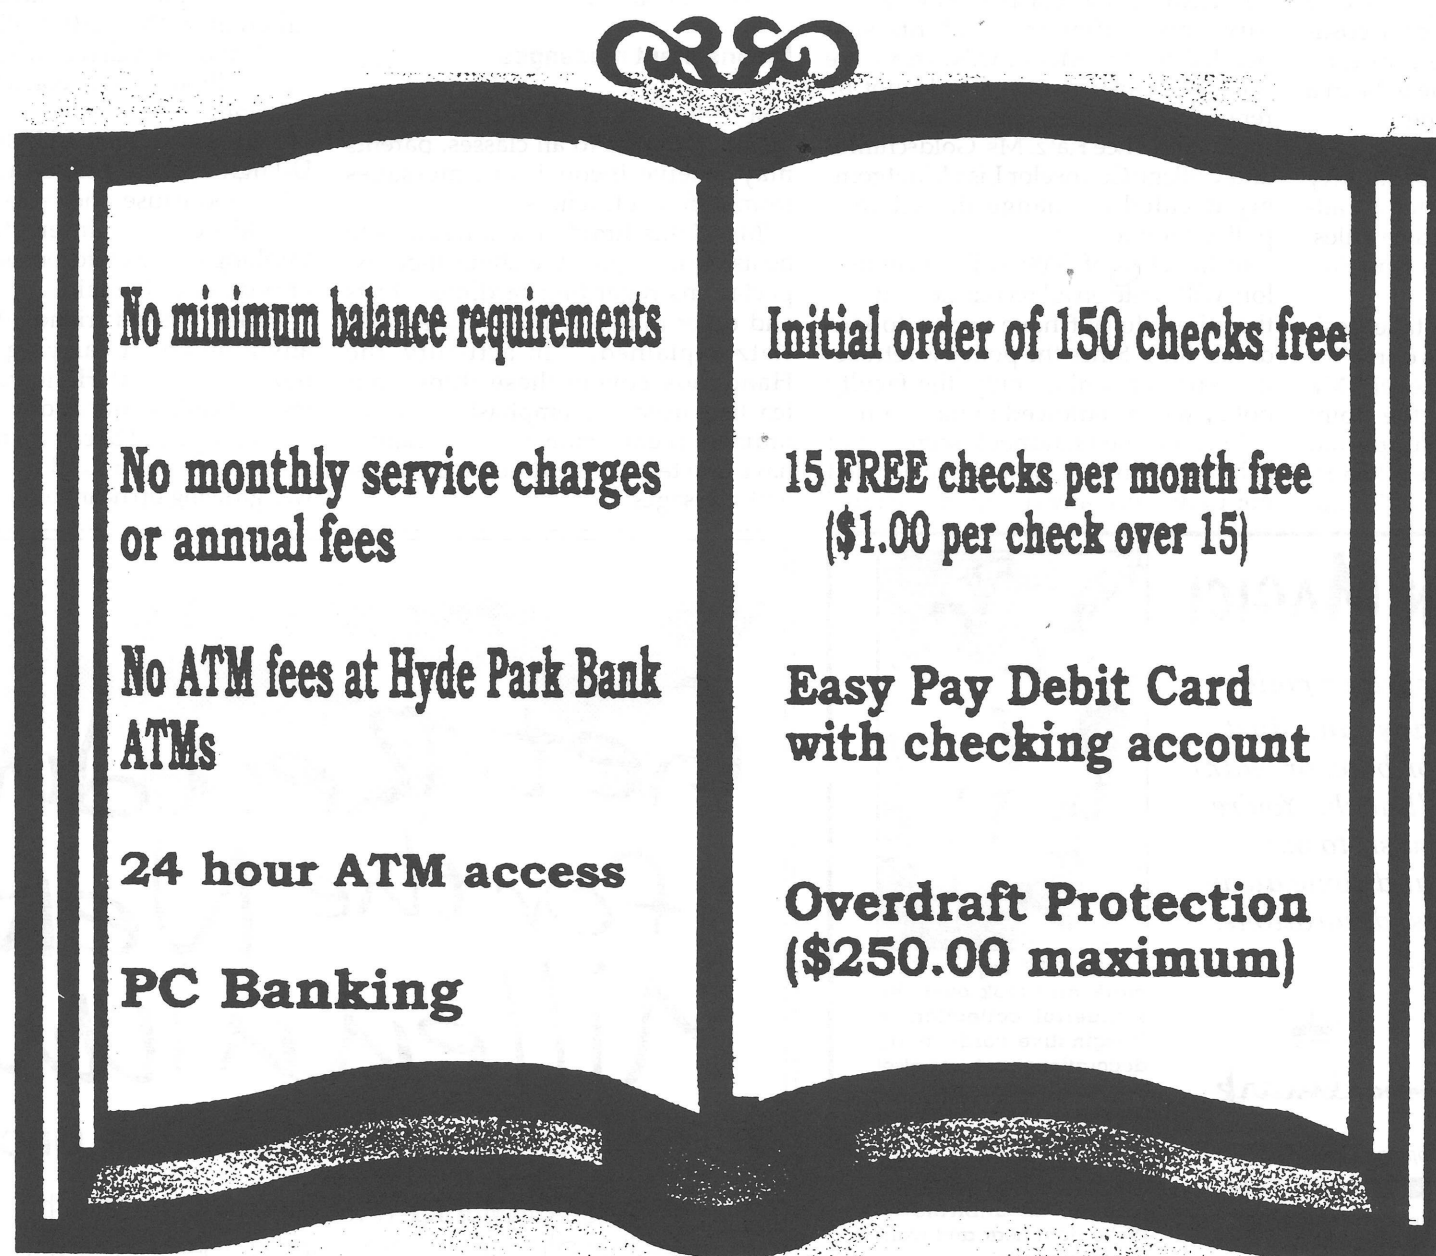 No minimum balance requirements
No monthly service charges
or annual fees
No ATM fees at Hyde Park Bank
ATMs
24 hour ATM access
PC Banking
Initial order of 150 checks free
15 FREE checks per month free
($1.00 per check over 15)
Easy Pay Debit Card
with checking account
Overdraft Protection
($250.00 maximum)